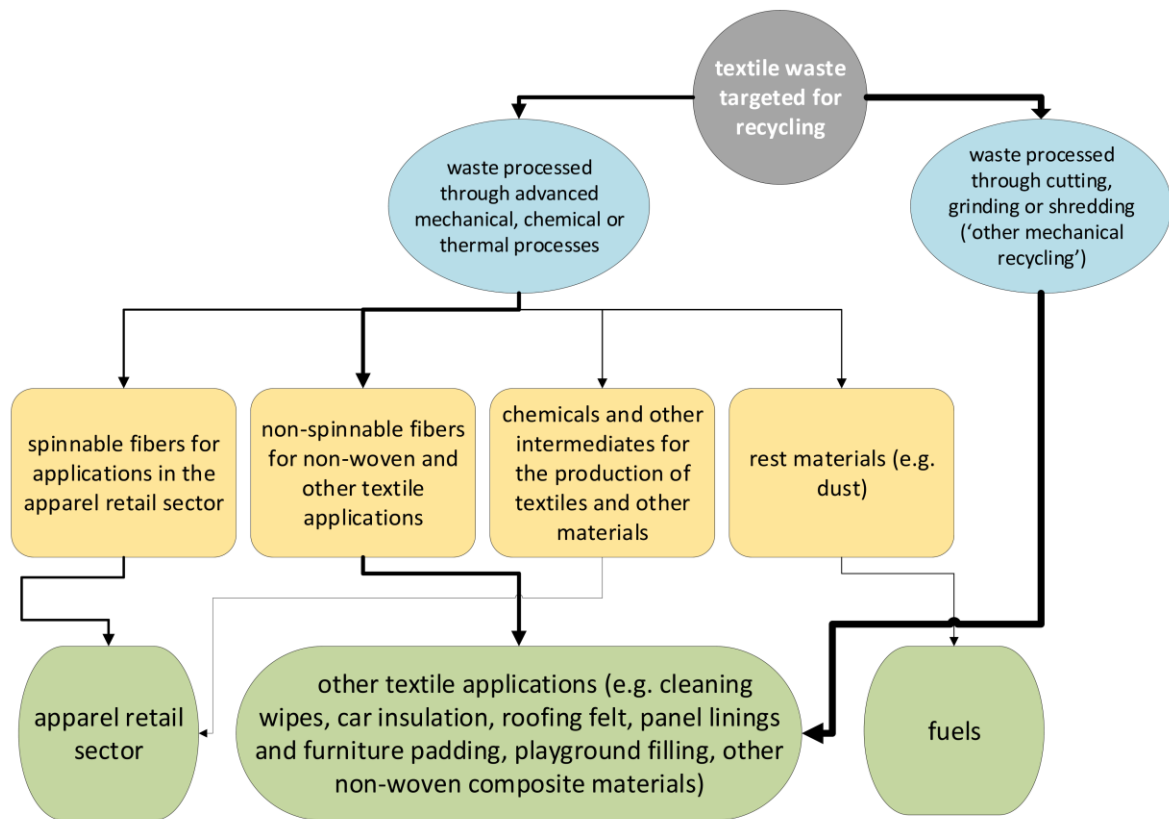 textile waste
targeted for
recycling
waste processed
through advanced
mechanical, chemical or
thermal processes
waste processed
through cutting,
grinding or shredding
(‘other mechanical
recycling’)
spinnable fibers for
applications in the
apparel retail sector
non-spinnable fibers
for non-woven and
other textile
applications
chemicals and other
intermediates for
the production of
textiles and other
materials
rest materials (e.g.
dust)
apparel retail
sector
other textile applications (e.g. cleaning
wipes, car insulation, roofing felt, panel linings
and furniture padding, playground filling, other
non-woven composite materials)
fuels